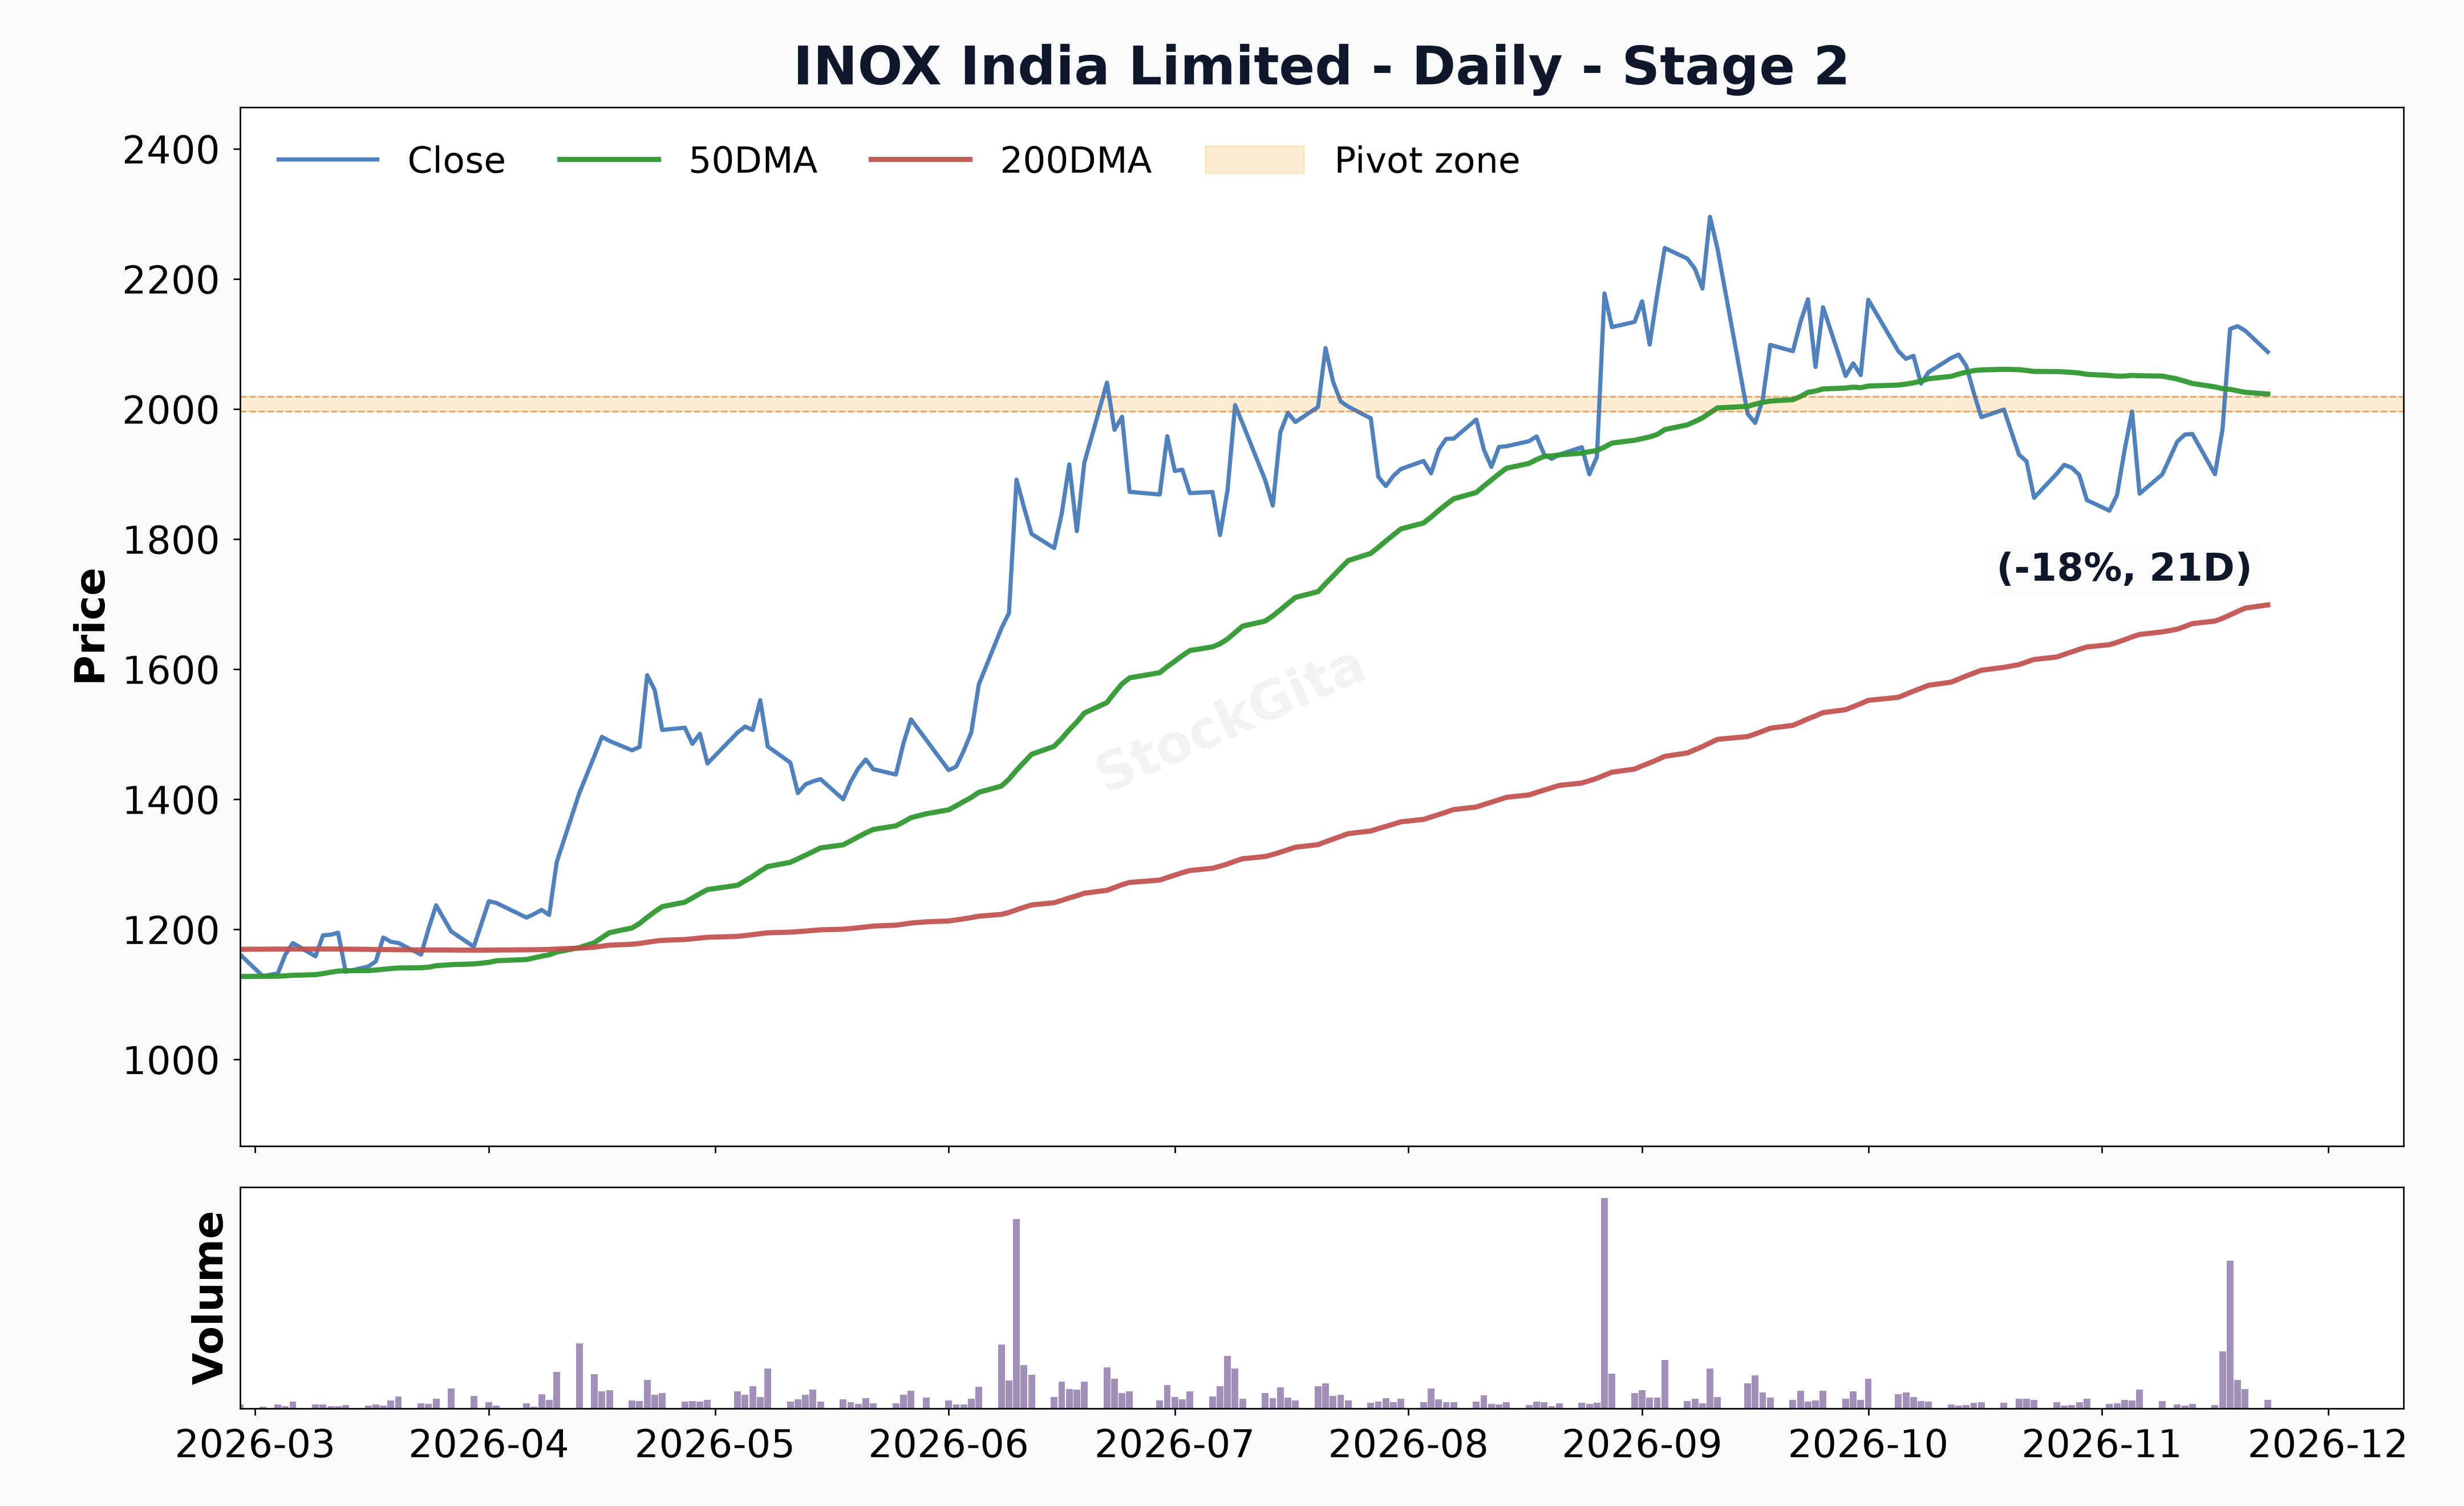 INOX India Limited - Daily - Stage 2
Close 50DMA 200DMA Pivot zone
2400
2200
2000
1800
1600
1400
1200
1000
Price
(-18%, 21D)
StockGita
Volume
2026-03 2026-04 2026-05 2026-06 2026-07 2026-08 2026-09 2026-10 2026-11 2026-12